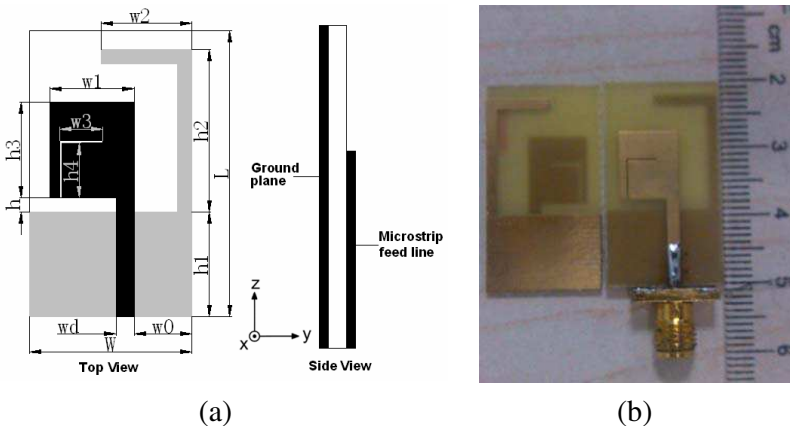 w2
w1
w3
h3
h4
h2
L
h
h1
wd
w0
W
z
x
y
Top View
Ground
plane
Microstrip
feed line
Side View
cm
2
3
4
5
6
(a)
(b)